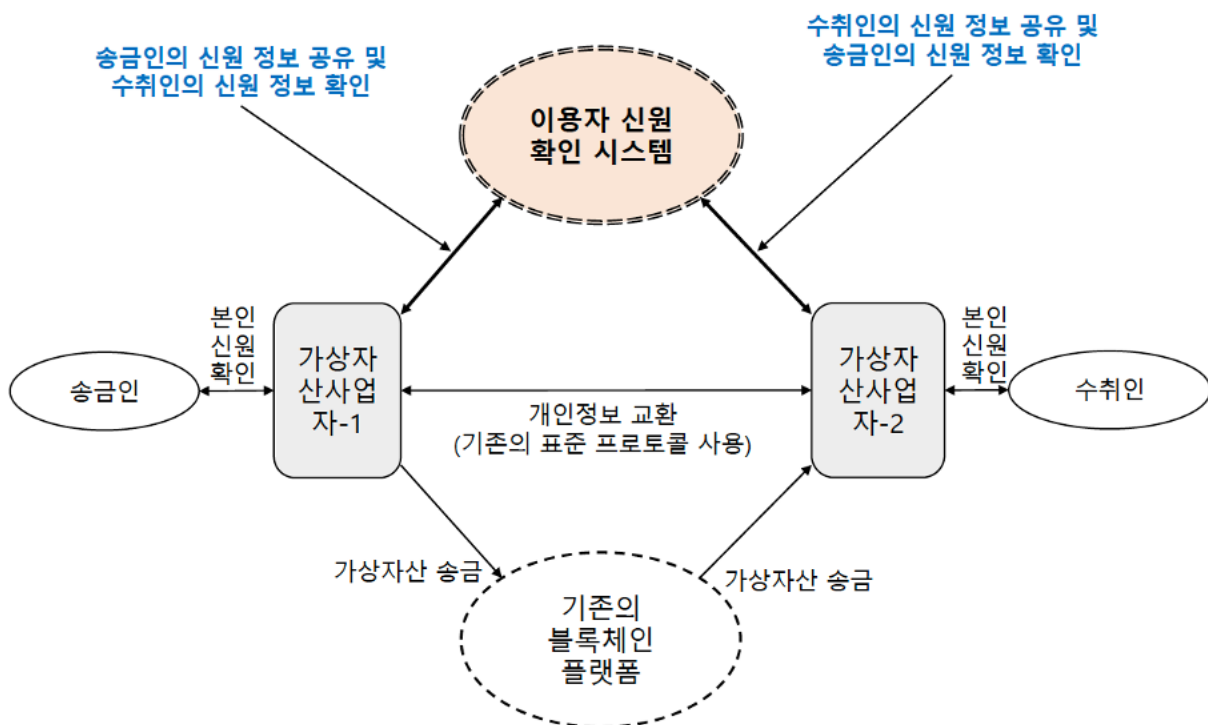 송금인의 신원 정보 공유 및
수취인의 신원 정보 확인
수취인의 신원 정보 공유 및
송금인의 신원 정보 확인
이용자 신원
확인 시스템
본인
신원
확인
송금인
가상자
산사업
자-1
개인정보 교환
(기존의 표준 프로토콜 사용)
가상자
산사업
자-2
본인
신원
확인
수취인
가상자산 송금
가상자산 송금
기존의
블록체인
플랫폼